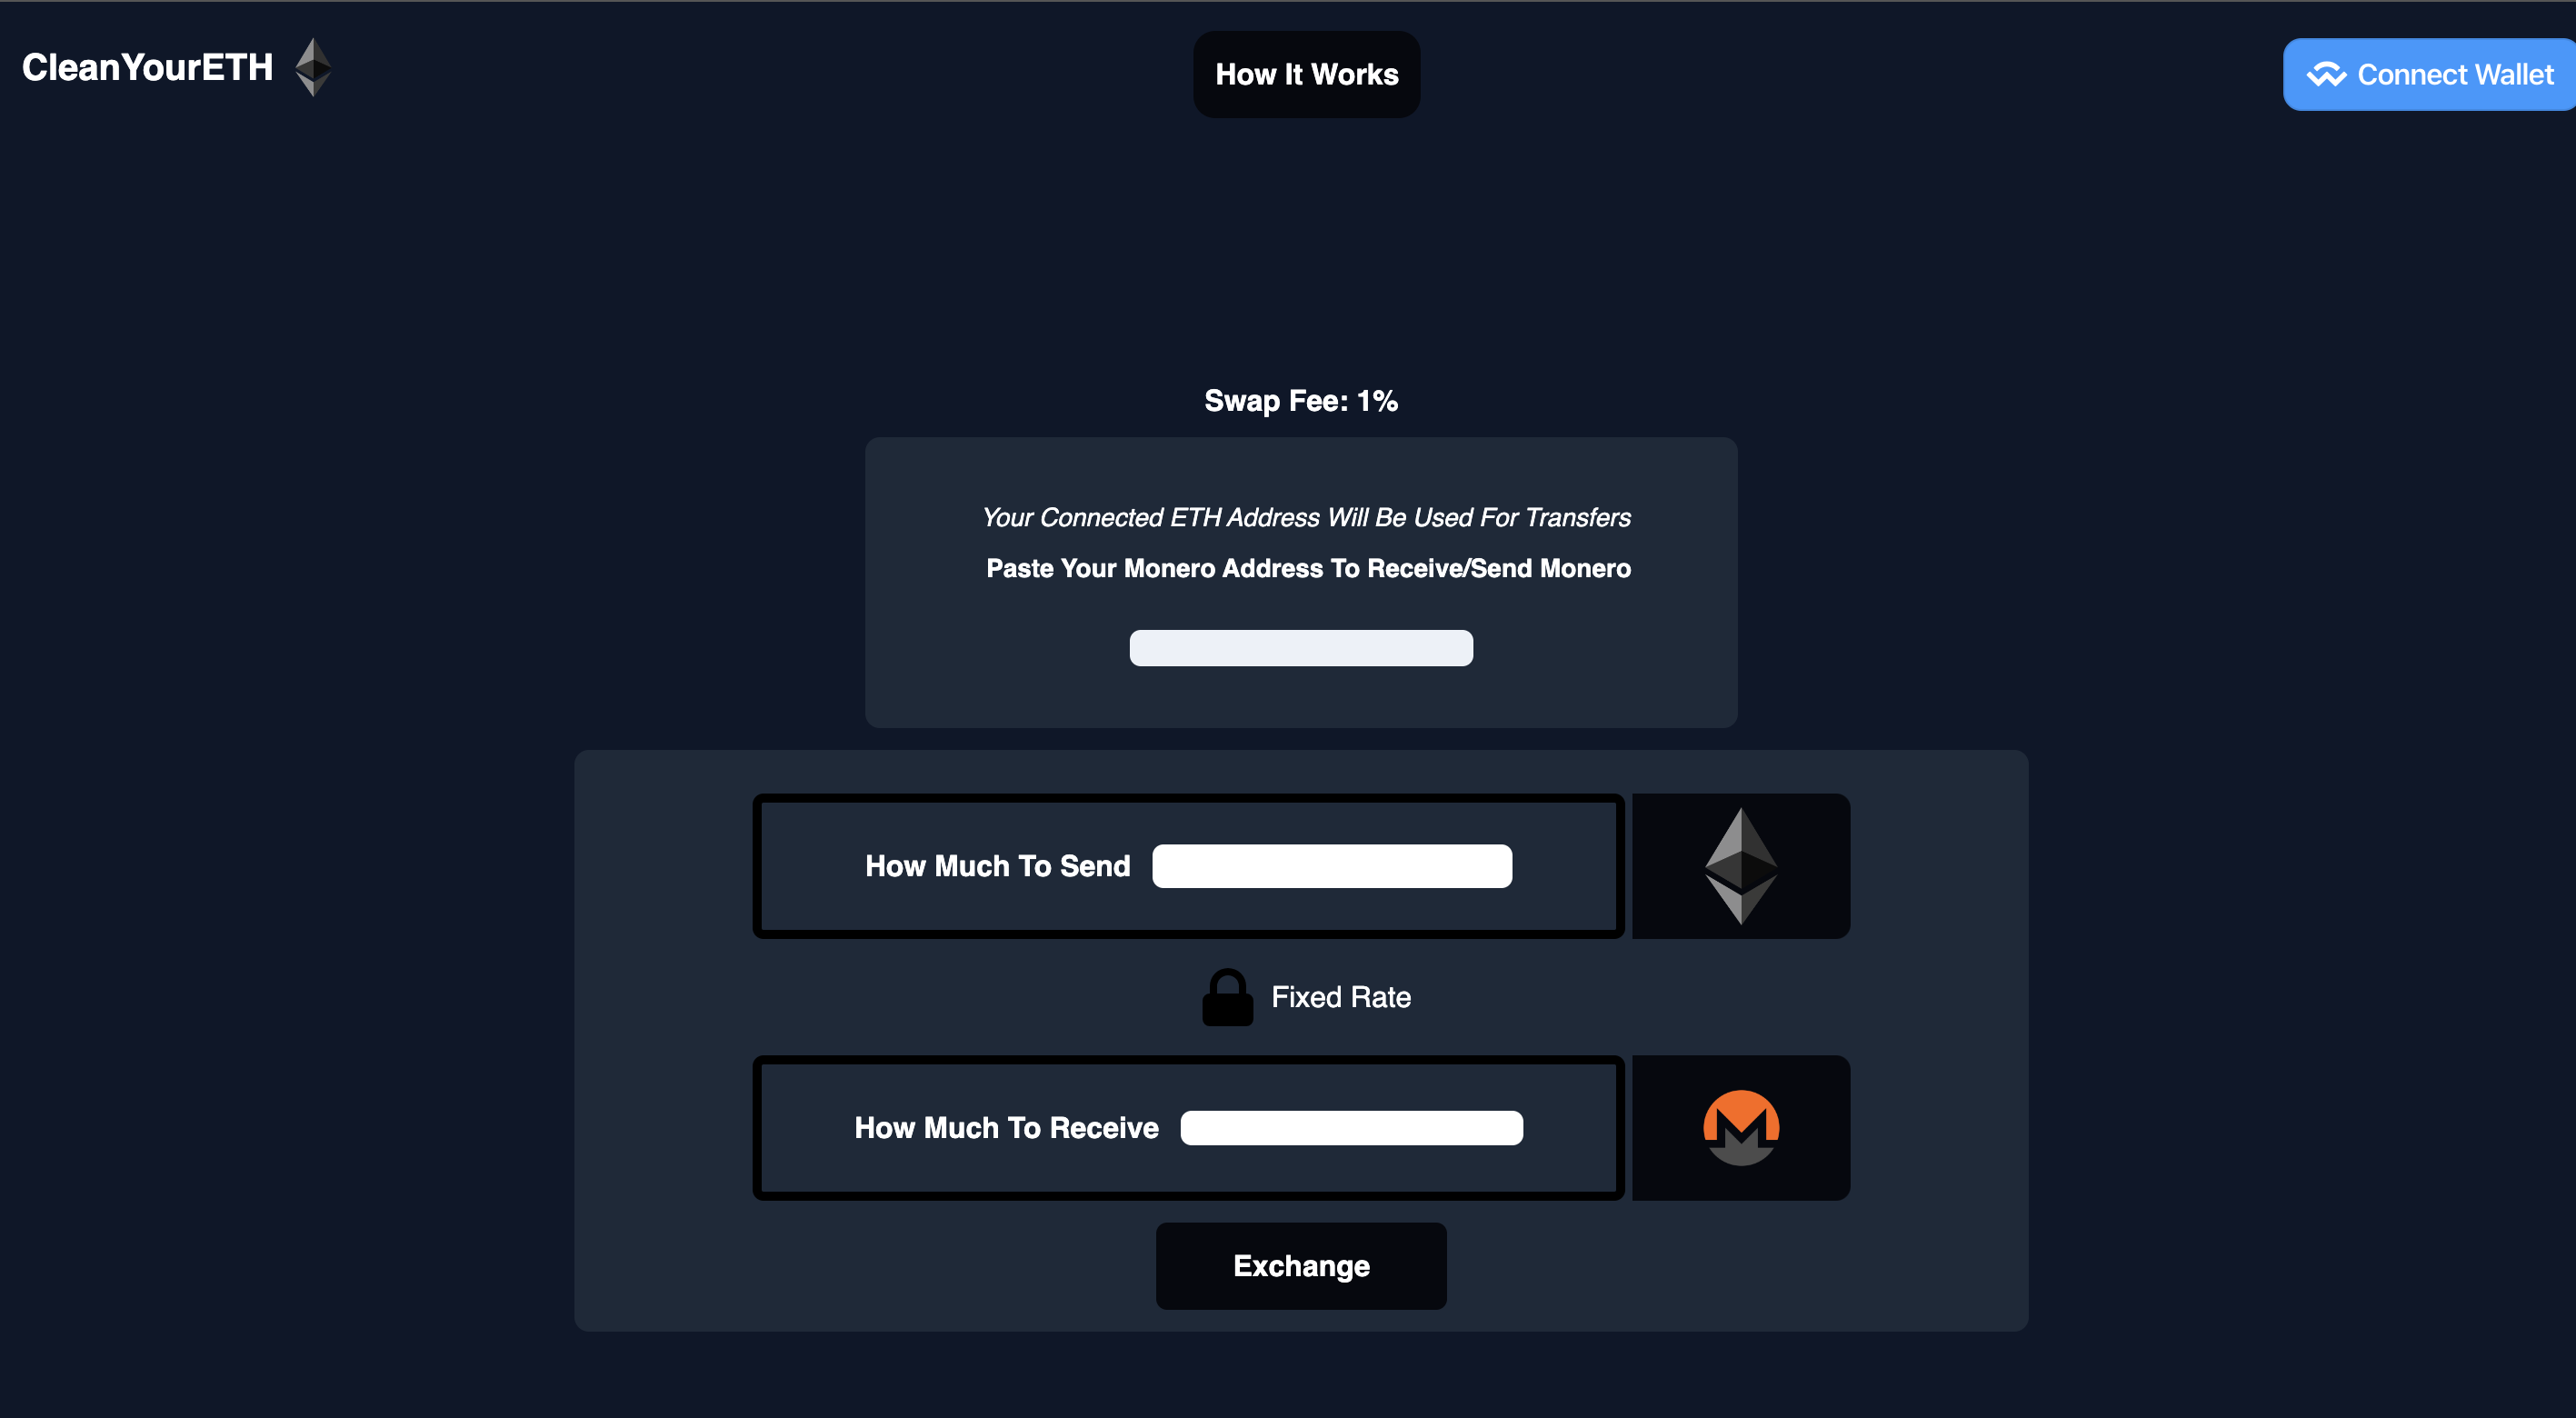 CleanYourETH
How It Works
Connect Wallet
Swap Fee: 1%
Your Connected ETH Address Will Be Used For Transfers
Paste Your Monero Address To Receive/Send Monero
How Much To Send
Fixed Rate
How Much To Receive
Exchange